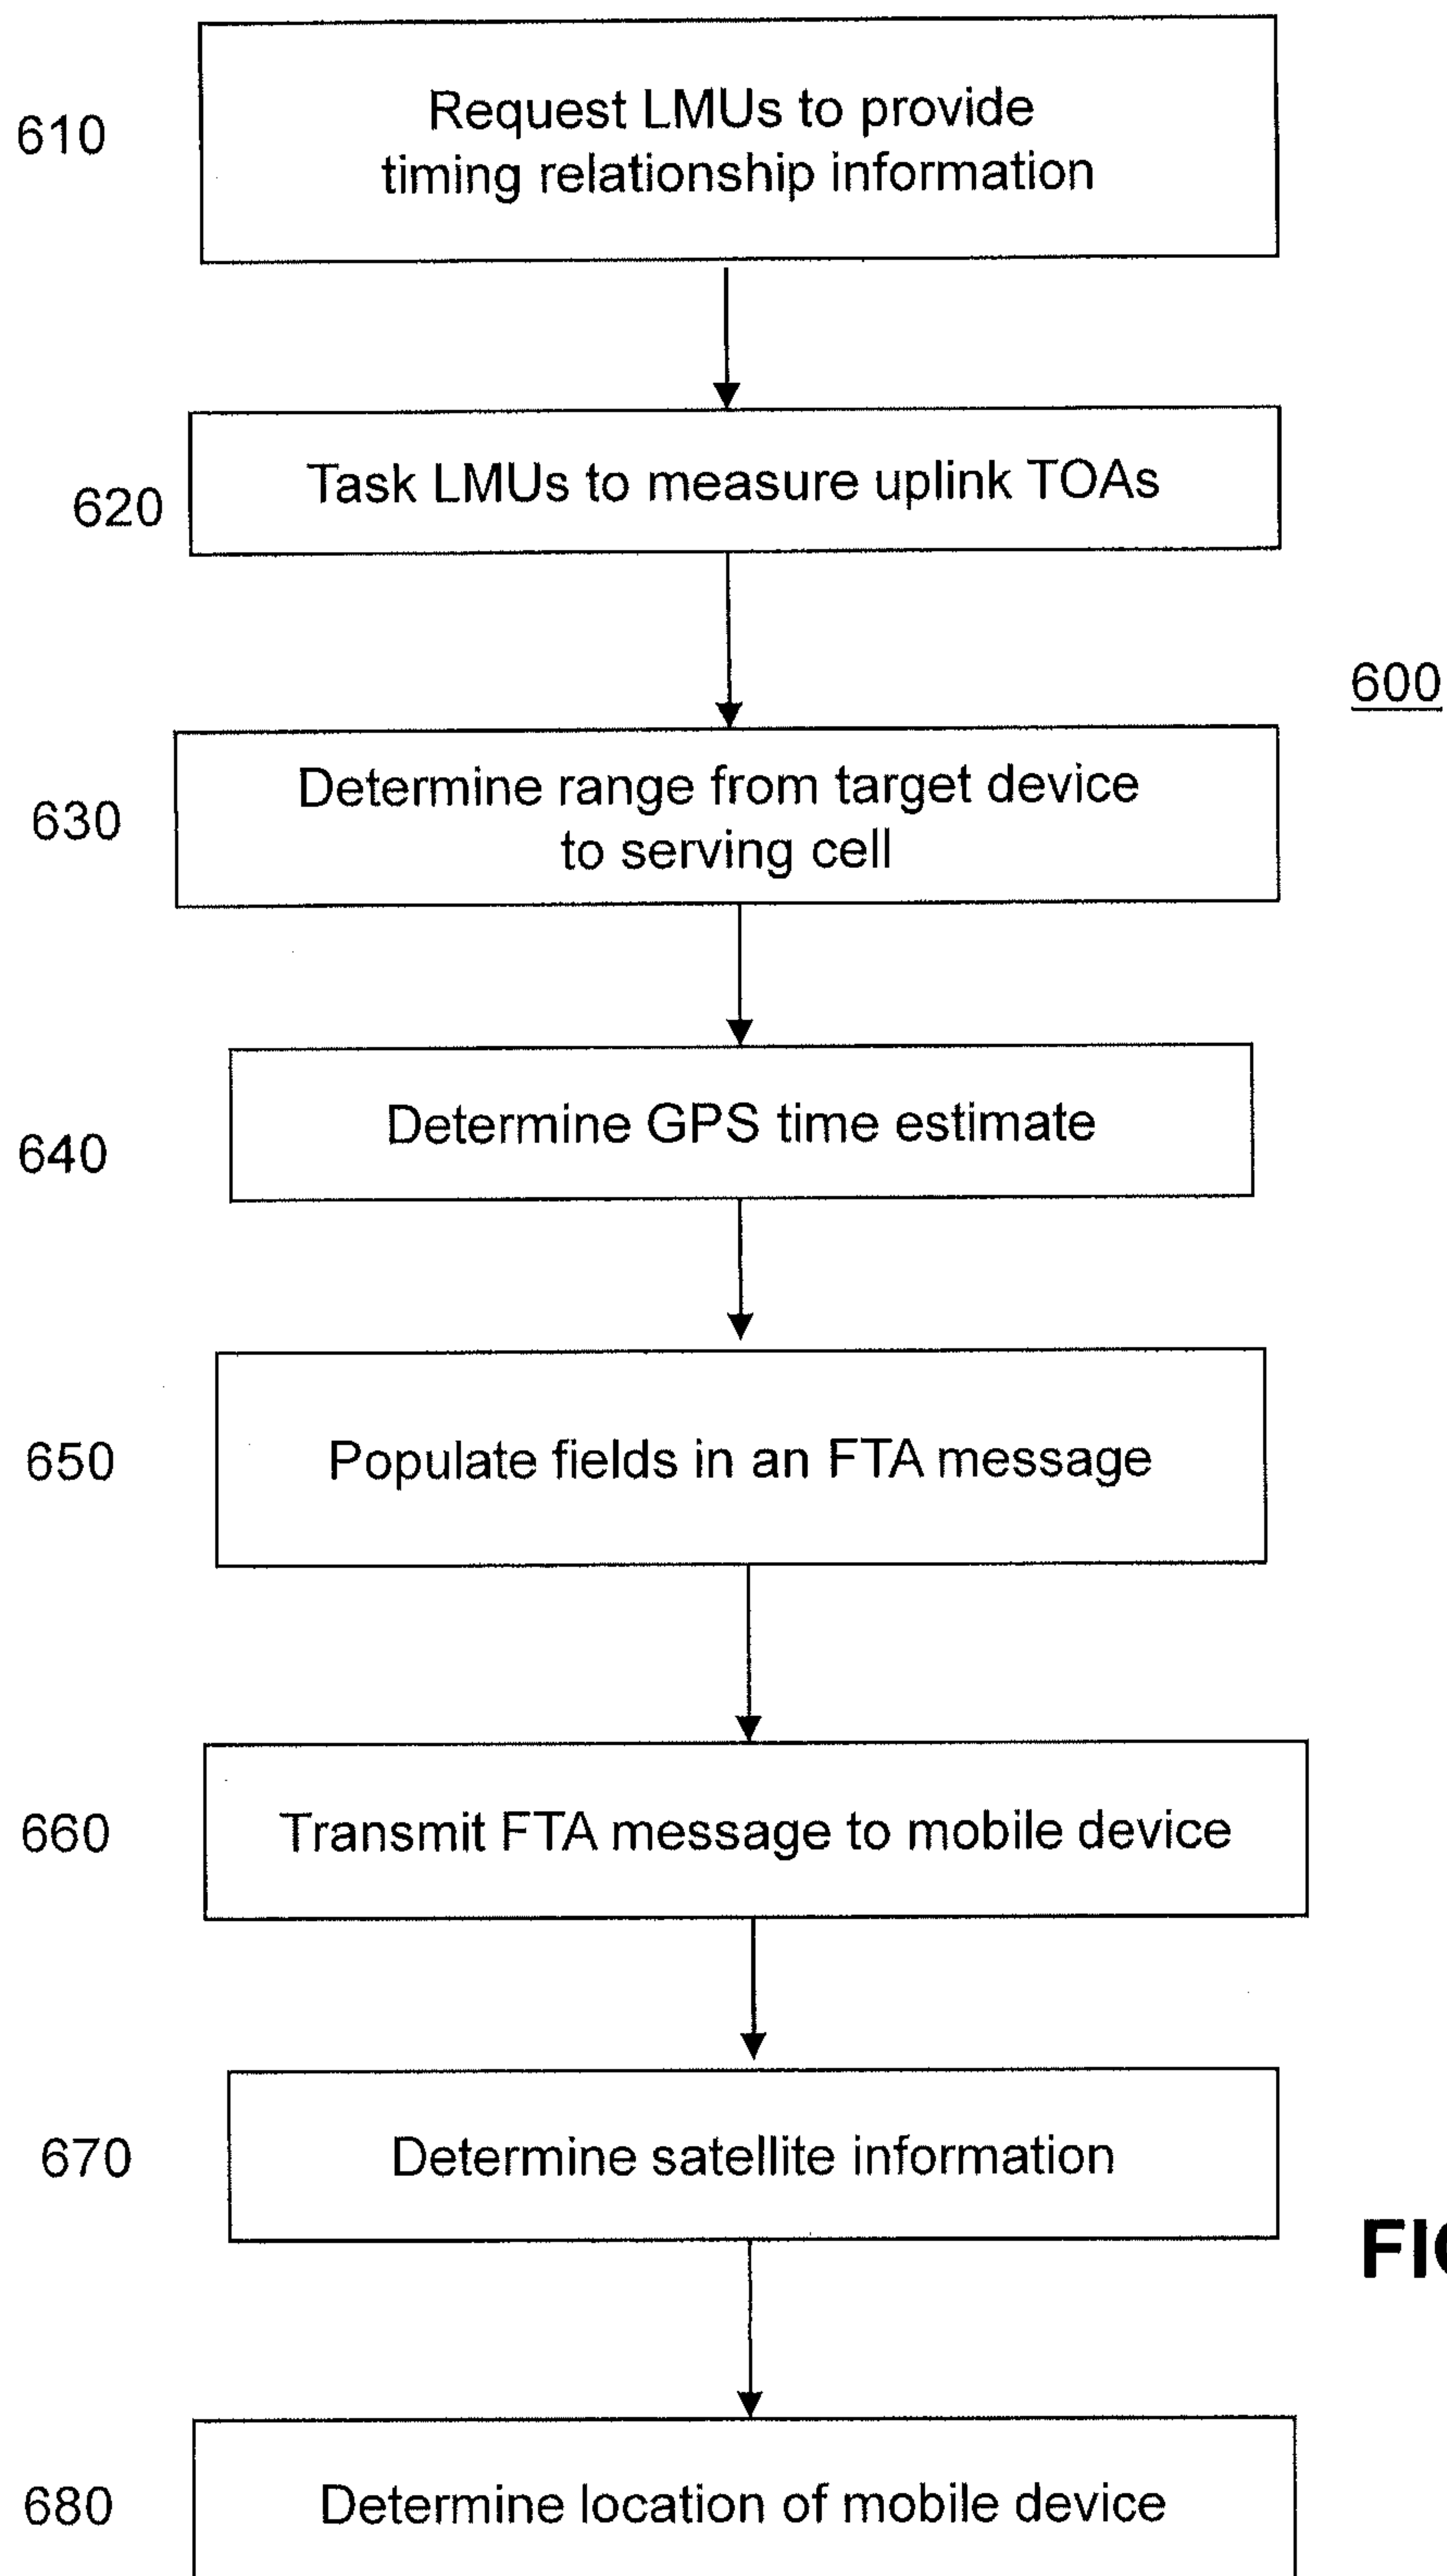 610
Request LMUs to provide
timing relationship information
620
Task LMUs to measure uplink TOAs
600
630
Determine range from target device
to serving cell
640
Determine GPS time estimate
650
Populate fields in an FTA message
660
Transmit FTA message to mobile device
670
Determine satellite information
680
Determine location of mobile device